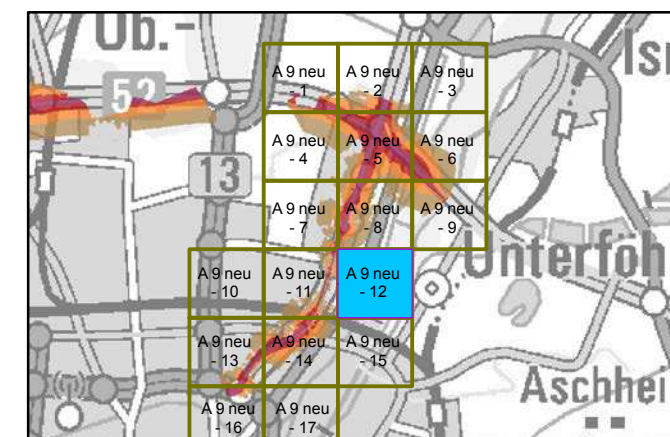 Ob.-
Isr
52
A 9 neu
- 1
A 9 neu
- 2
A 9 neu
- 3
A 9 neu
- 4
A 9 neu
- 5
A 9 neu
- 6
13
A 9 neu
- 7
A 9 neu
- 8
A 9 neu
- 9
Unterföh
A 9 neu
- 10
A 9 neu
- 11
A 9 neu
- 12
A 9 neu
- 13
A 9 neu
- 14
A 9 neu
- 15
Aschhei
A 9 neu
- 16
A 9 neu
- 17